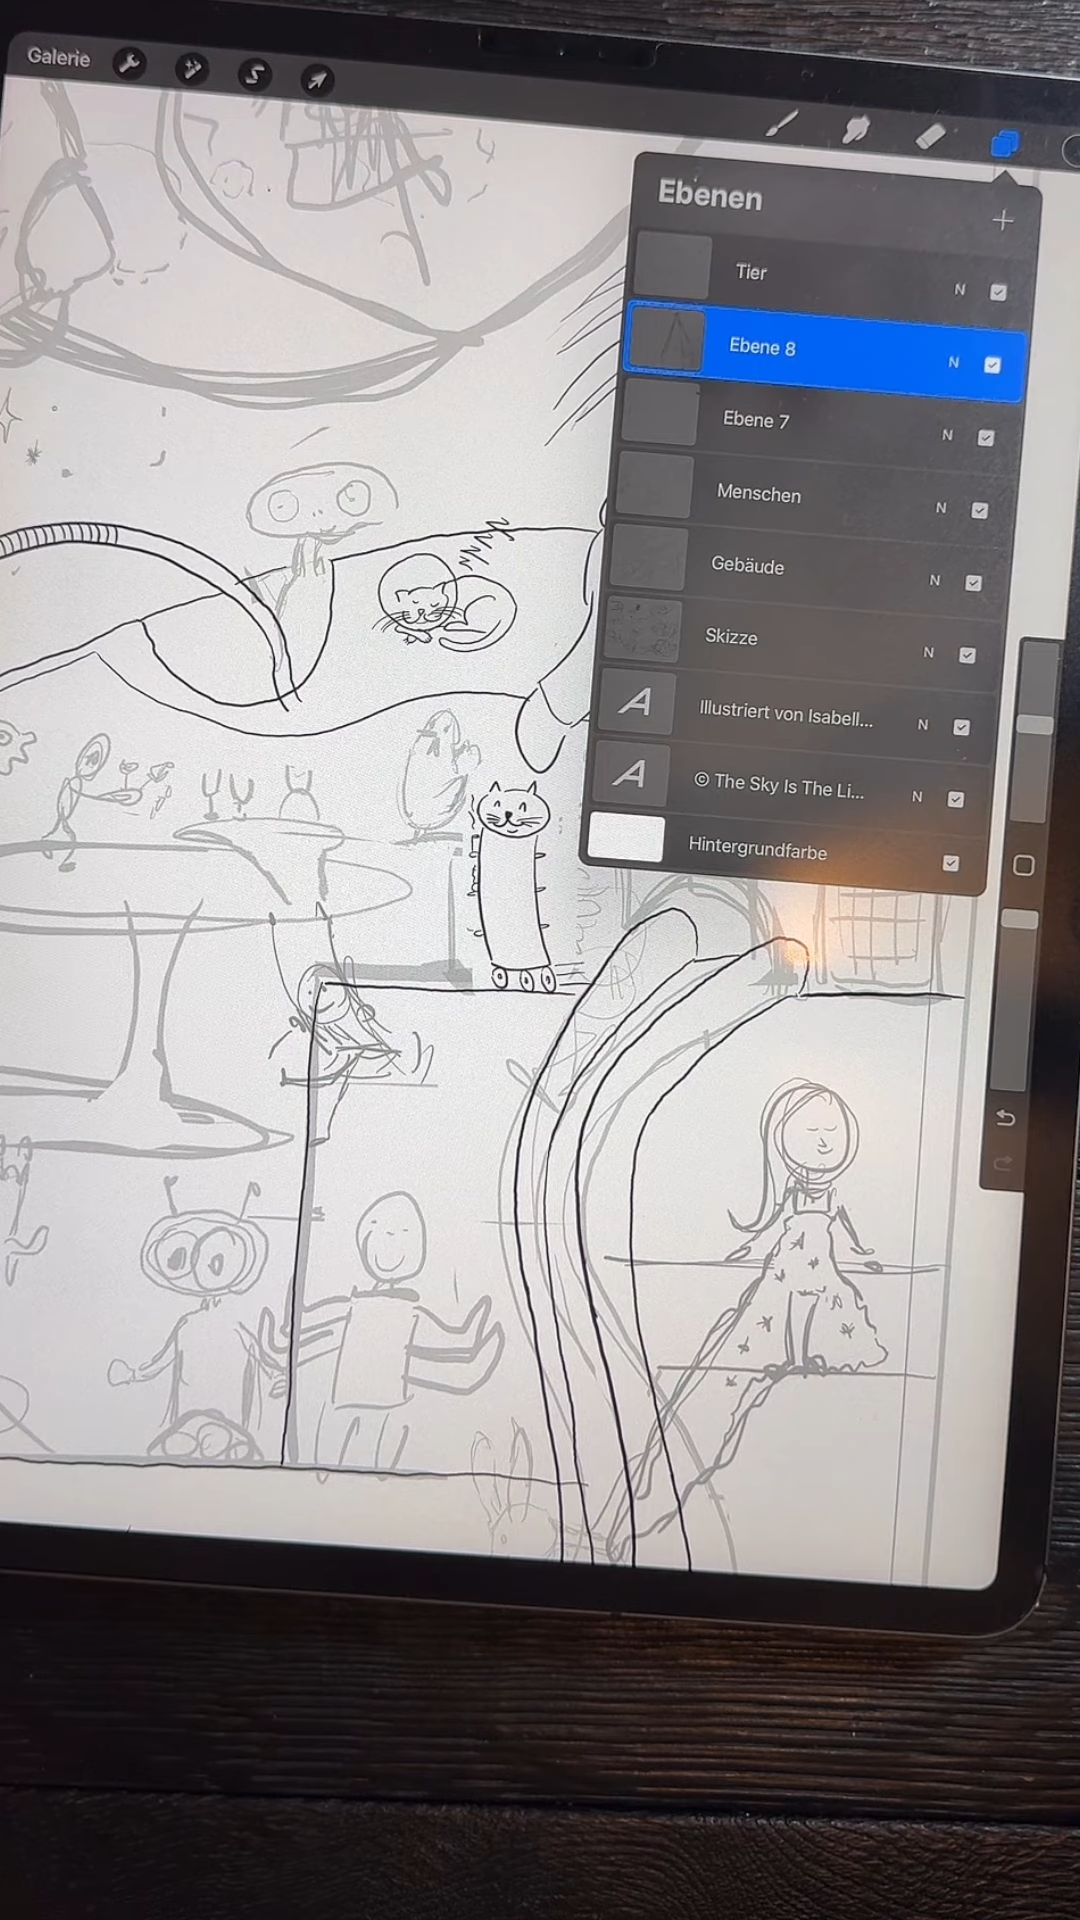 Galerie
Ebenen
Tier
N
Ebene 8
N
Ebene 7
N
Menschen
N
Gebäude
N
Skizze
N
A
Illustriert von Isabell...
N
A
© The Sky Is The Li...
N
Hintergrundfarbe